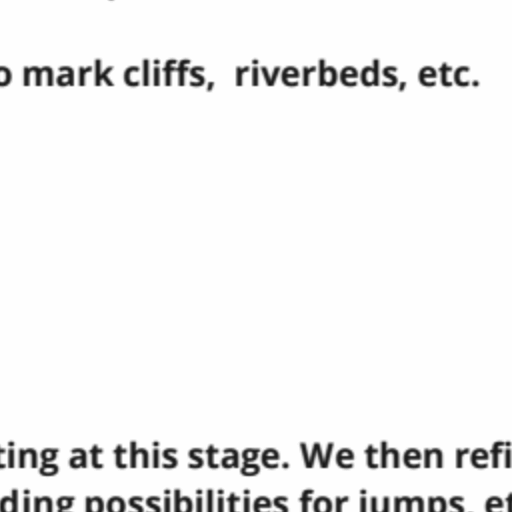 o mark cliffs,  riverbeds, etc.
ting at this stage. We then refi
ding possibilities for jumps, et